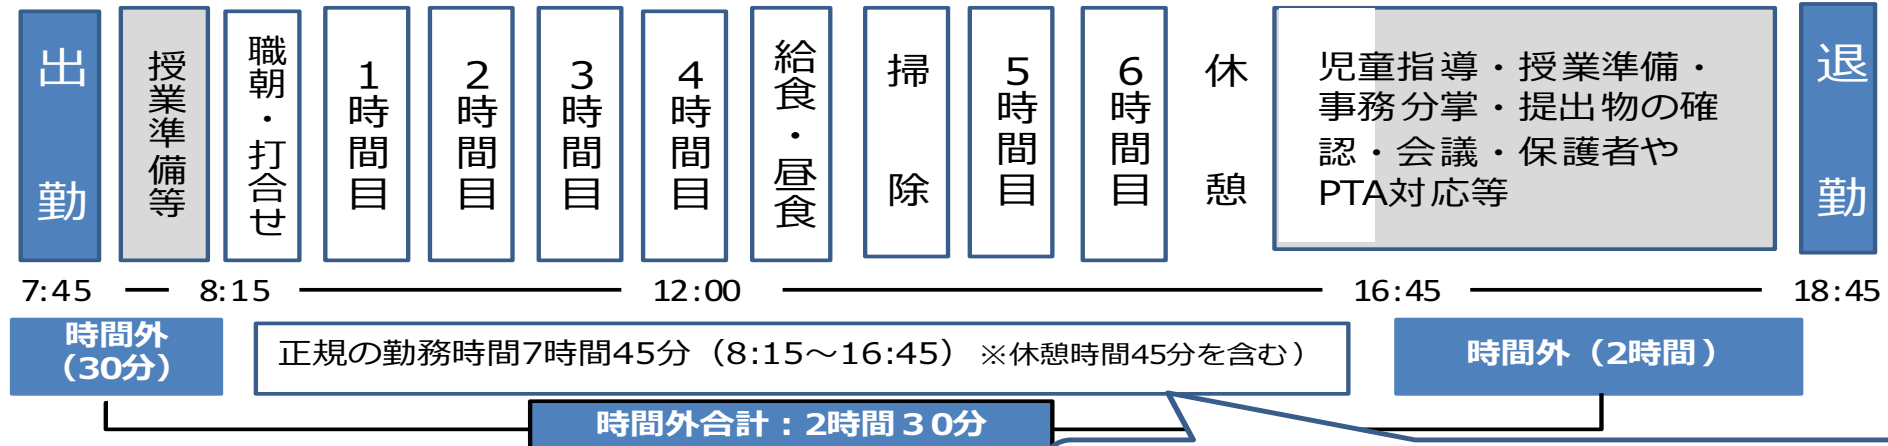 出勤
授業準備等
職朝・打合せ
1時間目
2時間目
3時間目
4時間目
給食・昼食
掃除
5時間目
6時間目
休憩
児童指導・授業準備・
事務分掌・提出物の確
認・会議・保護者や
PTA対応等
退勤
7:45
8:15
12:00
16:45
18:45
時間外
（30分）
正規の勤務時間7時間45分（8:15～16:45）※休憩時間45分を含む）
時間外（2時間）
時間外合計：2時間３０分